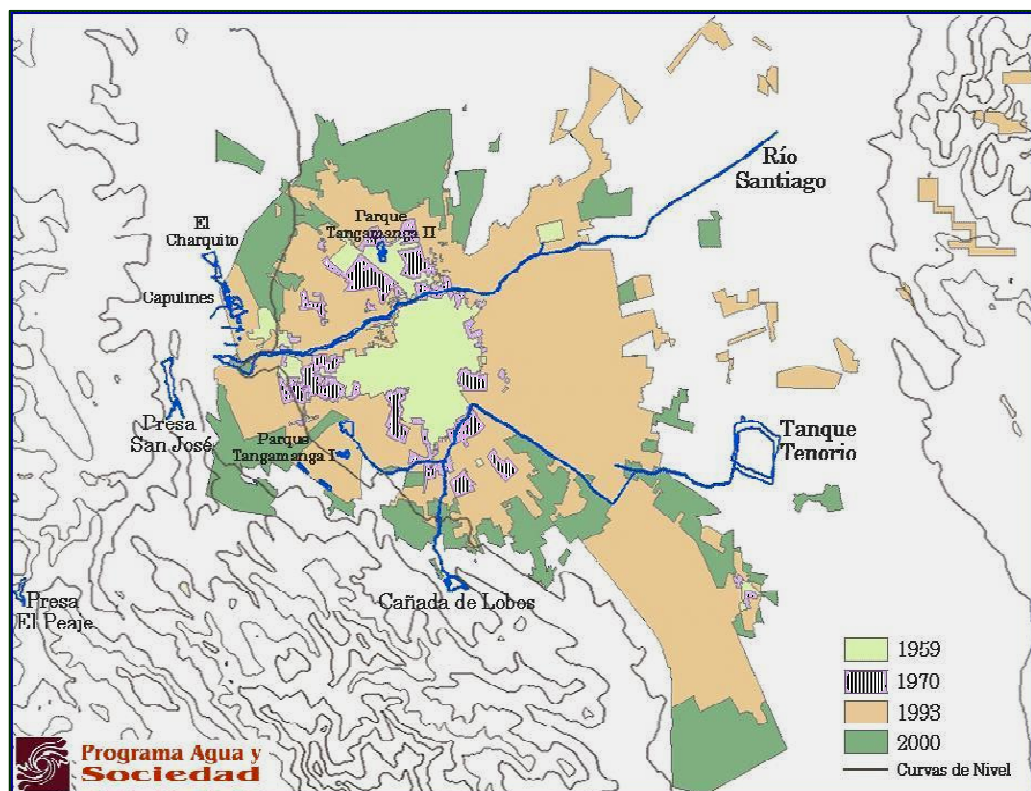 Río
Santiago
Parque
Tangamanga II
El
Charquito
Capulines
Presa
San José
Parque
Tangamanga I
Tanque
Tenorio
Cañada de Lobos
Presa
El Peaje
1959
1970
1993
2000
Curvas de Nivel
Programa Agua y
Sociedad